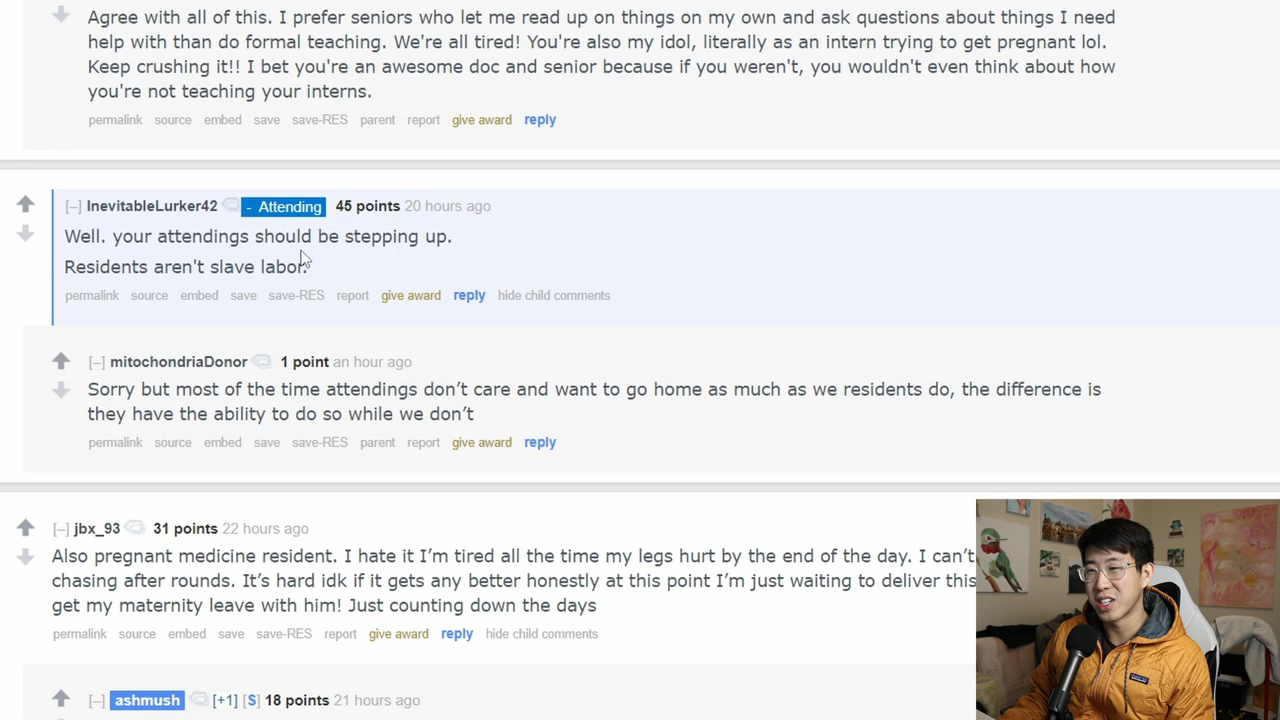 Agree with all of this. I prefer seniors who let me read up on things on my own and ask questions about things I need
help with than do formal teaching. We're all tired! You're also my idol, literally as an intern trying to get pregnant lol.
Keep crushing it!! I bet you're an awesome doc and senior because if you weren't, you wouldn't even think about how
you're not teaching your interns.
permalink source embed save save-RES parent report give award reply
[–] InevitableLurker42 - Attending 45 points 20 hours ago
Well. your attendings should be stepping up.
Residents aren't slave labor.
permalink source embed save save-RES report give award reply hide child comments
[–] mitochondriaDonor 1 point an hour ago
Sorry but most of the time attendings don’t care and want to go home as much as we residents do, the difference is
they have the ability to do so while we don’t
permalink source embed save save-RES parent report give award reply
[–] jbx_93 31 points 22 hours ago
Also pregnant medicine resident. I hate it I’m tired all the time my legs hurt by the end of the day. I can’t
chasing after rounds. It’s hard idk if it gets any better honestly at this point I’m just waiting to deliver this
get my maternity leave with him! Just counting down the days
permalink source embed save save-RES report give award reply hide child comments
[–] ashmush [+1] [S] 18 points 21 hours ago